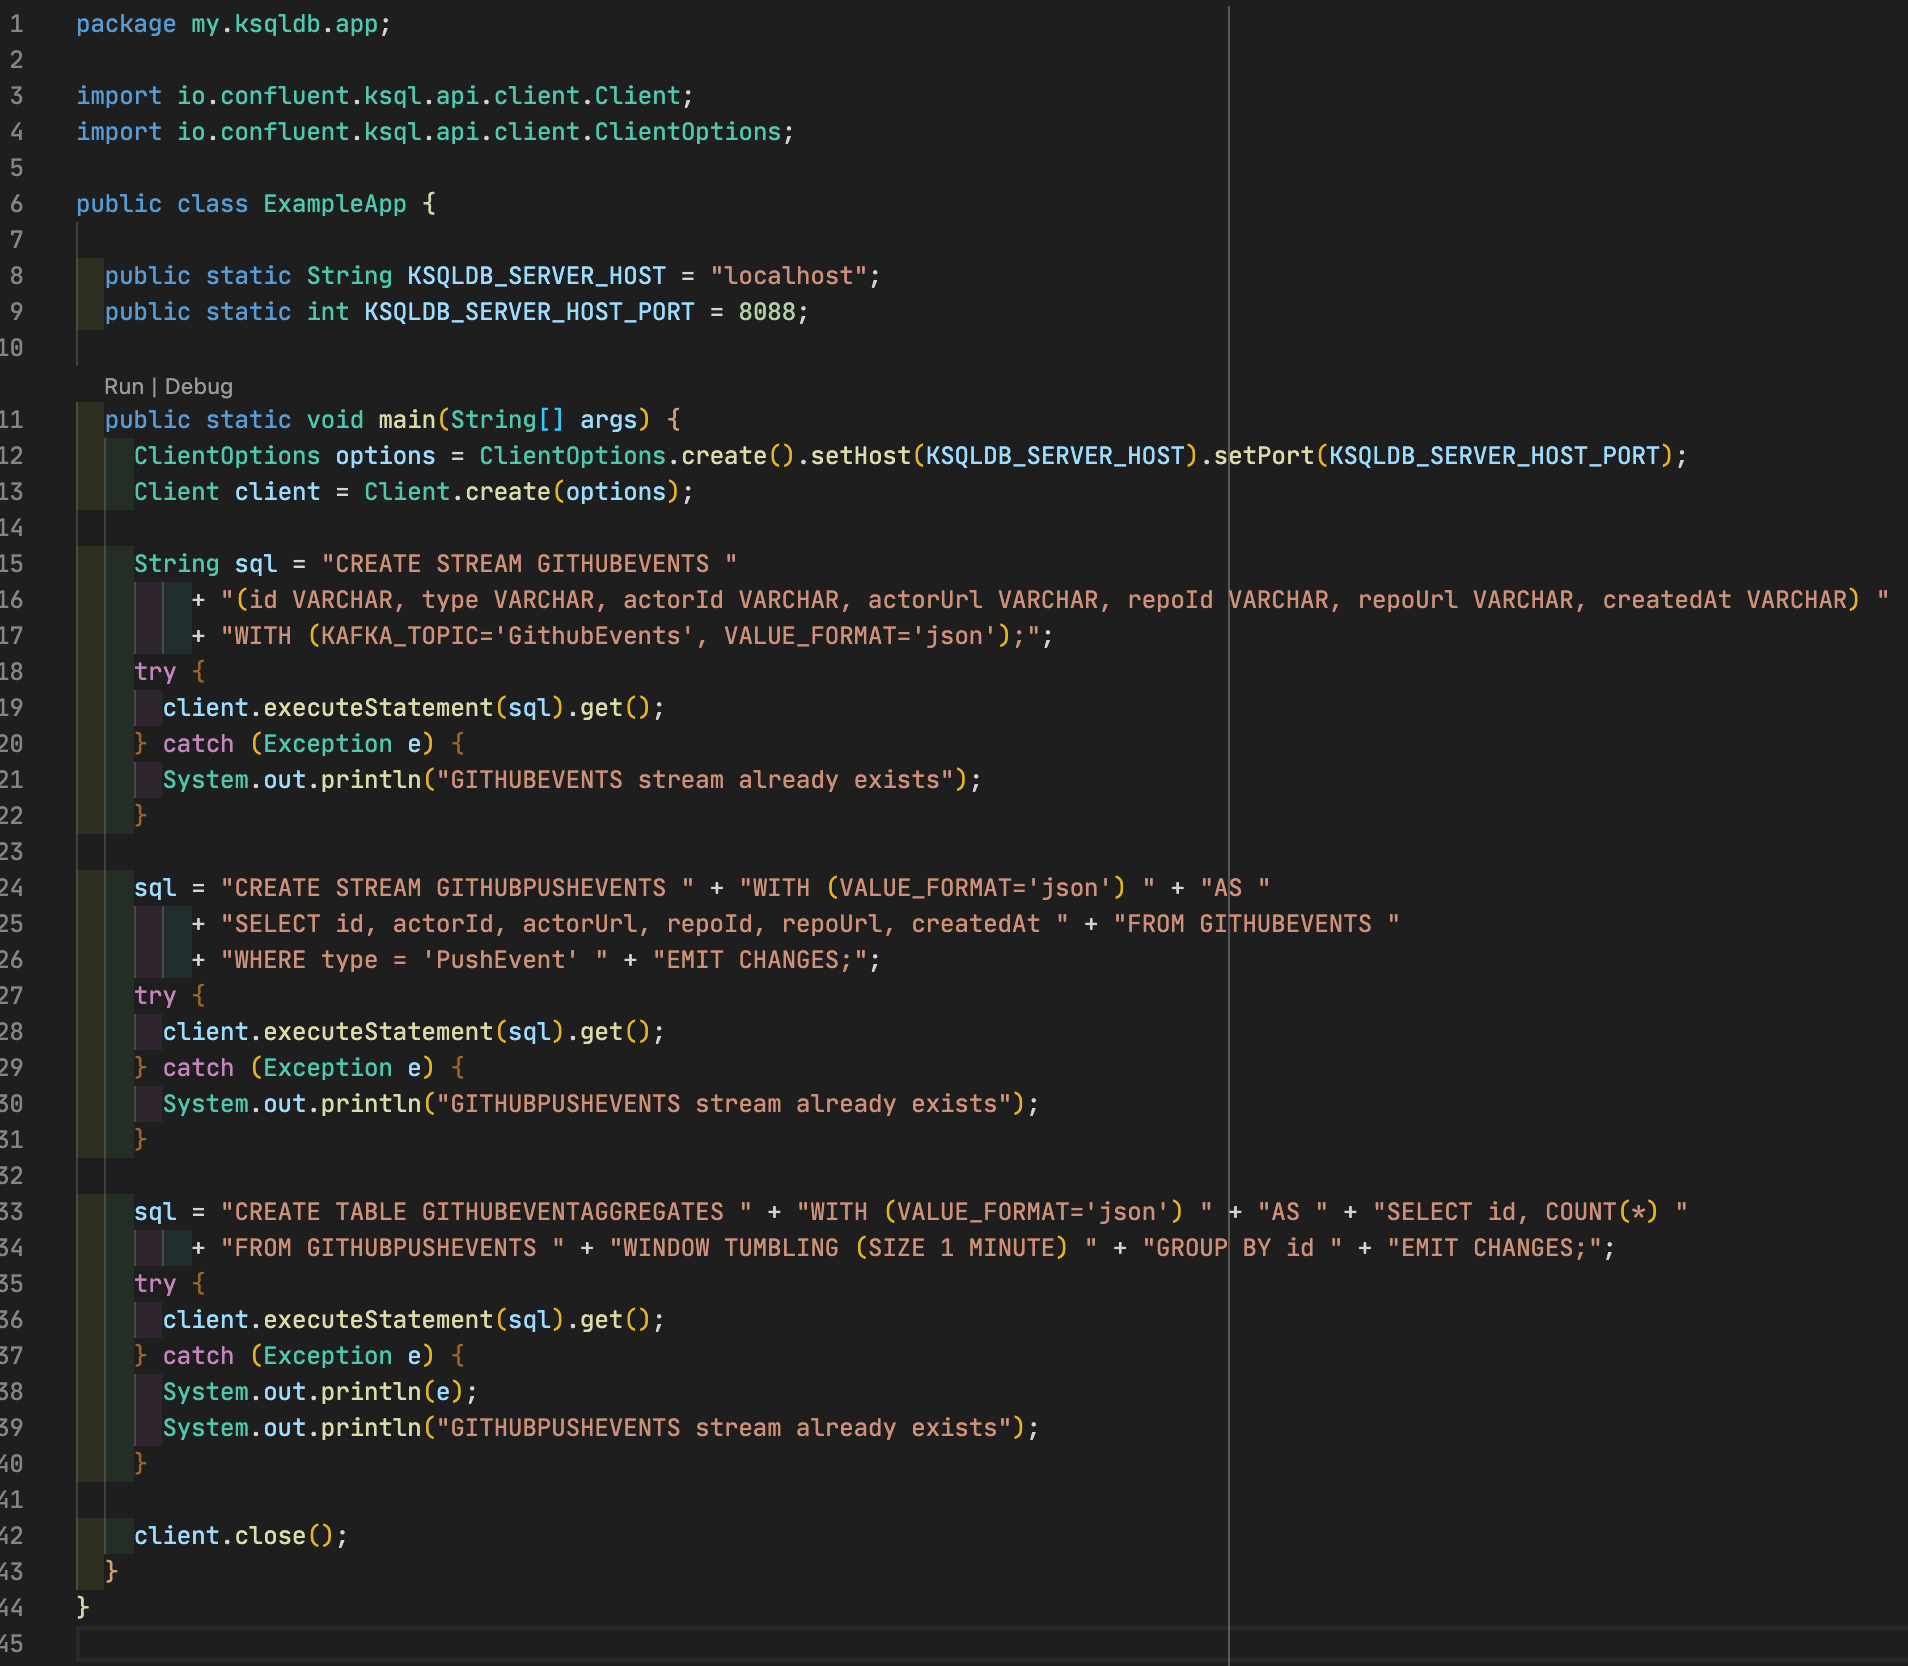 1 package my.ksqldb.app;
2
3 import io.confluent.ksql.api.client.Client;
4 import io.confluent.ksql.api.client.ClientOptions;
5
6 public class ExampleApp {
7
8 public static String KSQLDB_SERVER_HOST = "localhost";
9 public static int KSQLDB_SERVER_HOST_PORT = 8088;
10
Run | Debug
11 public static void main(String[] args) {
12 ClientOptions options = ClientOptions.create().setHost(KSQLDB_SERVER_HOST).setPort(KSQLDB_SERVER_HOST_PORT);
13 Client client = Client.create(options);
14
15 String sql = "CREATE STREAM GITHUBEVENTS "
16 + "(id VARCHAR, type VARCHAR, actorId VARCHAR, actorUrl VARCHAR, repoId VARCHAR, repoUrl VARCHAR, createdAt VARCHAR) "
17 + "WITH (KAFKA_TOPIC='GithubEvents', VALUE_FORMAT='json');";
18 try {
19 client.executeStatement(sql).get();
20 } catch (Exception e) {
21 System.out.println("GITHUBEVENTS stream already exists");
22 }
23
24 sql = "CREATE STREAM GITHUBPUSHEVENTS " + "WITH (VALUE_FORMAT='json') " + "AS "
25 + "SELECT id, actorId, actorUrl, repoId, repoUrl, createdAt " + "FROM GITHUBEVENTS "
26 + "WHERE type = 'PushEvent' " + "EMIT CHANGES;";
27 try {
28 client.executeStatement(sql).get();
29 } catch (Exception e) {
30 System.out.println("GITHUBPUSHEVENTS stream already exists");
31 }
32
33 sql = "CREATE TABLE GITHUBEVENTAGGREGATES " + "WITH (VALUE_FORMAT='json') " + "AS " + "SELECT id, COUNT(*) "
34 + "FROM GITHUBPUSHEVENTS " + "WINDOW TUMBLING (SIZE 1 MINUTE) " + "GROUP BY id " + "EMIT CHANGES;";
35 try {
36 client.executeStatement(sql).get();
37 } catch (Exception e) {
38 System.out.println(e);
39 System.out.println("GITHUBPUSHEVENTS stream already exists");
40 }
41
42 client.close();
43 }
44 }
45